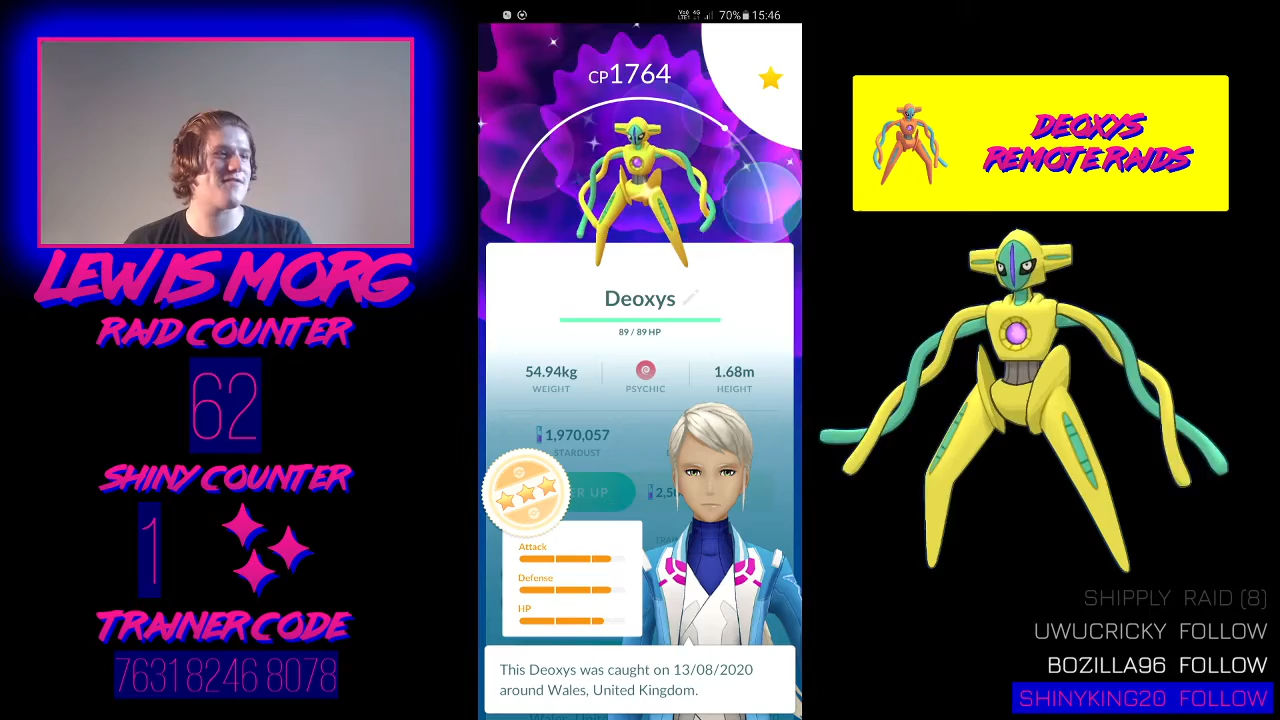 LEWIS MORG
RAID COUNTER
62
SHINY COUNTER
1
TRAINER CODE
7631 8246 8078
70% 15:46
CP1764
Deoxys
89 / 89 HP
54.94kg
WEIGHT
PSYCHIC
1.68m
HEIGHT
1,970,057
STARDUST
ER UP
Attack
Defense
HP
This Deoxys was caught on 13/08/2020
around Wales, United Kingdom.
DEOXYS
REMOTE RAIDS
SHIPPLY RAID (8)
UWUCRICKY FOLLOW
BOZILLA96 FOLLOW
SHINYKING20 FOLLOW